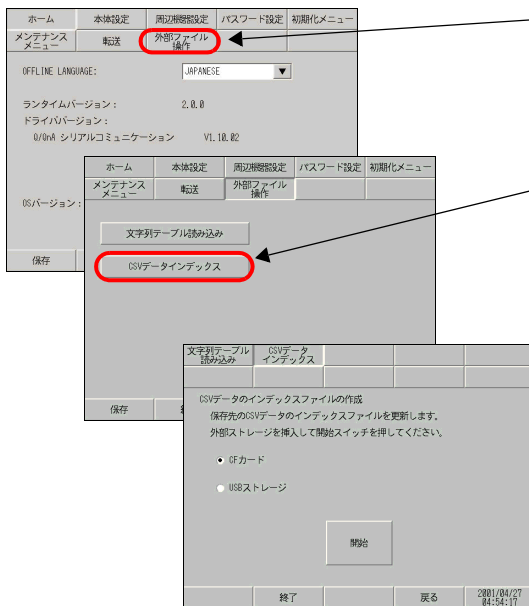 ホーム 本体設定 周辺機器設定 パスワード設定 初期化メニュー
メンテナンス
メニュー
転送
外部ファイル
操作
OFFLINE LANGUAGE: JAPANESE
ランタイムバージョン： 2.0.0
ドライババージョン：
Q/QnA シリアルコミュニケーション V1.10.02
OSバージョン：
保存
ホーム 本体設定 周辺機器設定 パスワード設定 初期化メニュー
メンテナンス
メニュー
転送
外部ファイル
操作
文字列テーブル読み込み
CSVデータインデックス
保存
文字列テーブル
読み込み
CSVデータ
インデックス
CSVデータのインデックスファイルの作成
保存先のCSVデータのインデックスファイルを更新します。
外部ストレージを挿入して開始スイッチを押してください。
CFカード
USBストレージ
開始
終了 戻る
2001/04/27
04:54:17